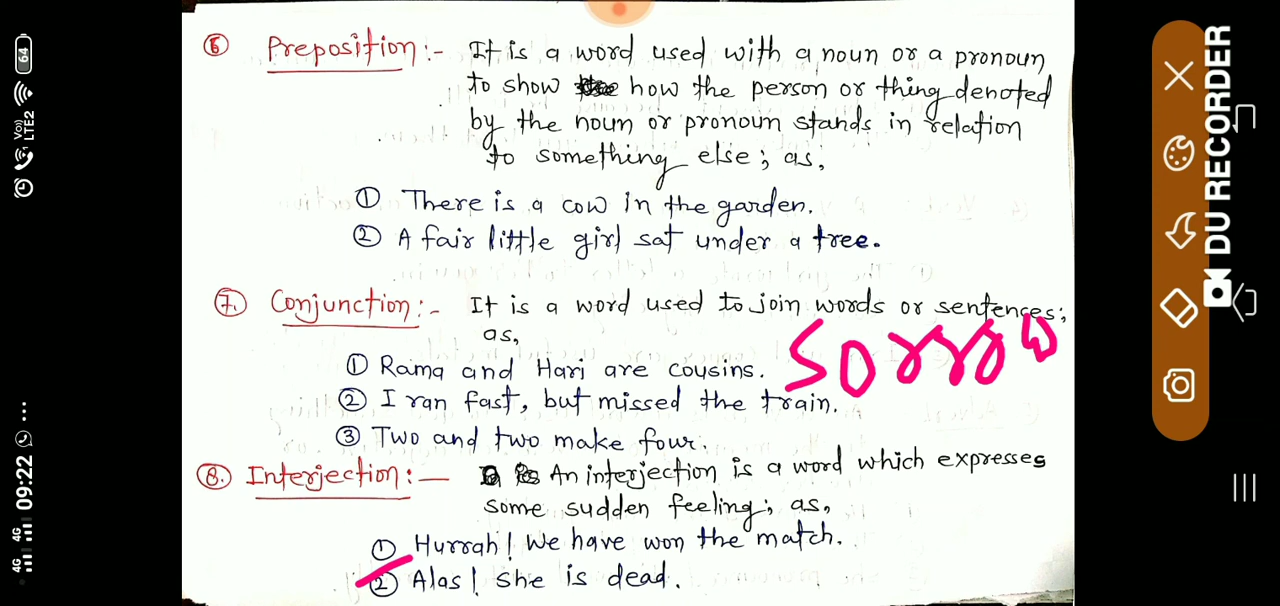 ⑥ Preposition:- It is a word used with a noun or a pronoun
to show how the person or thing denoted
by the noun or pronoun stands in relation
to something else; as,
① There is a cow in the garden.
② A fair little girl sat under a tree.
⑦. Conjunction:- It is a word used to join words or sentences;
as,
① Rama and Hari are cousins.
sorrow
② I ran fast, but missed the train.
③ Two and two make four.
⑧. Interjection:— An interjection is a word which expresses
some sudden feeling; as,
① Hurrah! We have won the match.
② Alas! She is dead.
DU RECORDER
4G 4G 09:22 ...
Vo) LTE2 64